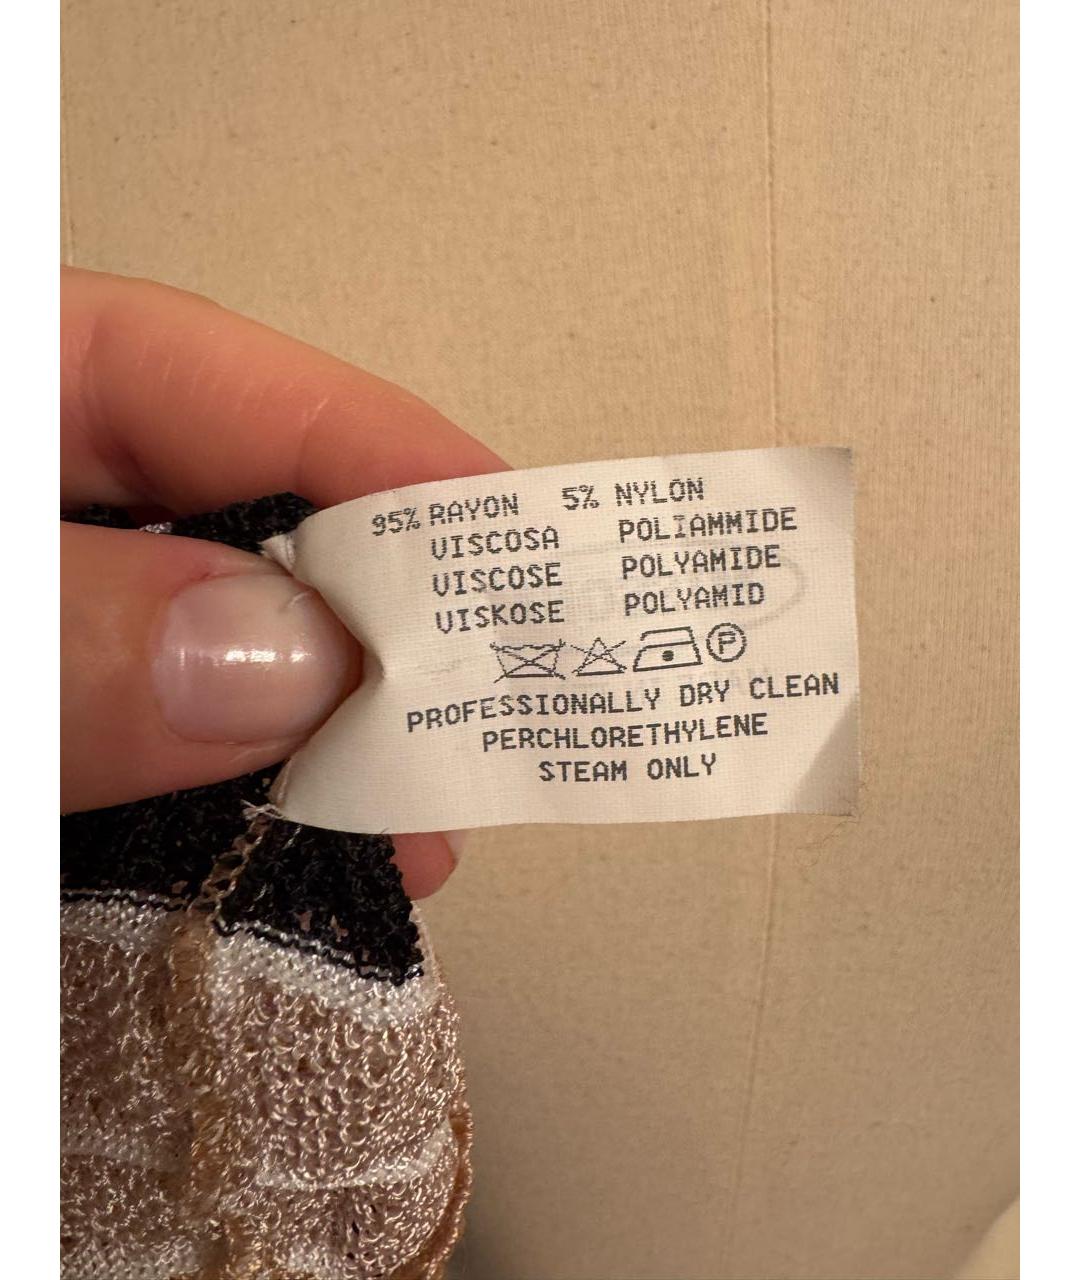 95% RAYON 5% NYLON
VISCOSA POLIAMMIDE
VISCOSE POLYAMIDE
VISKOSE POLYAMID
P
PROFESSIONALLY DRY CLEAN
PERCHLORETHYLENE
STEAM ONLY